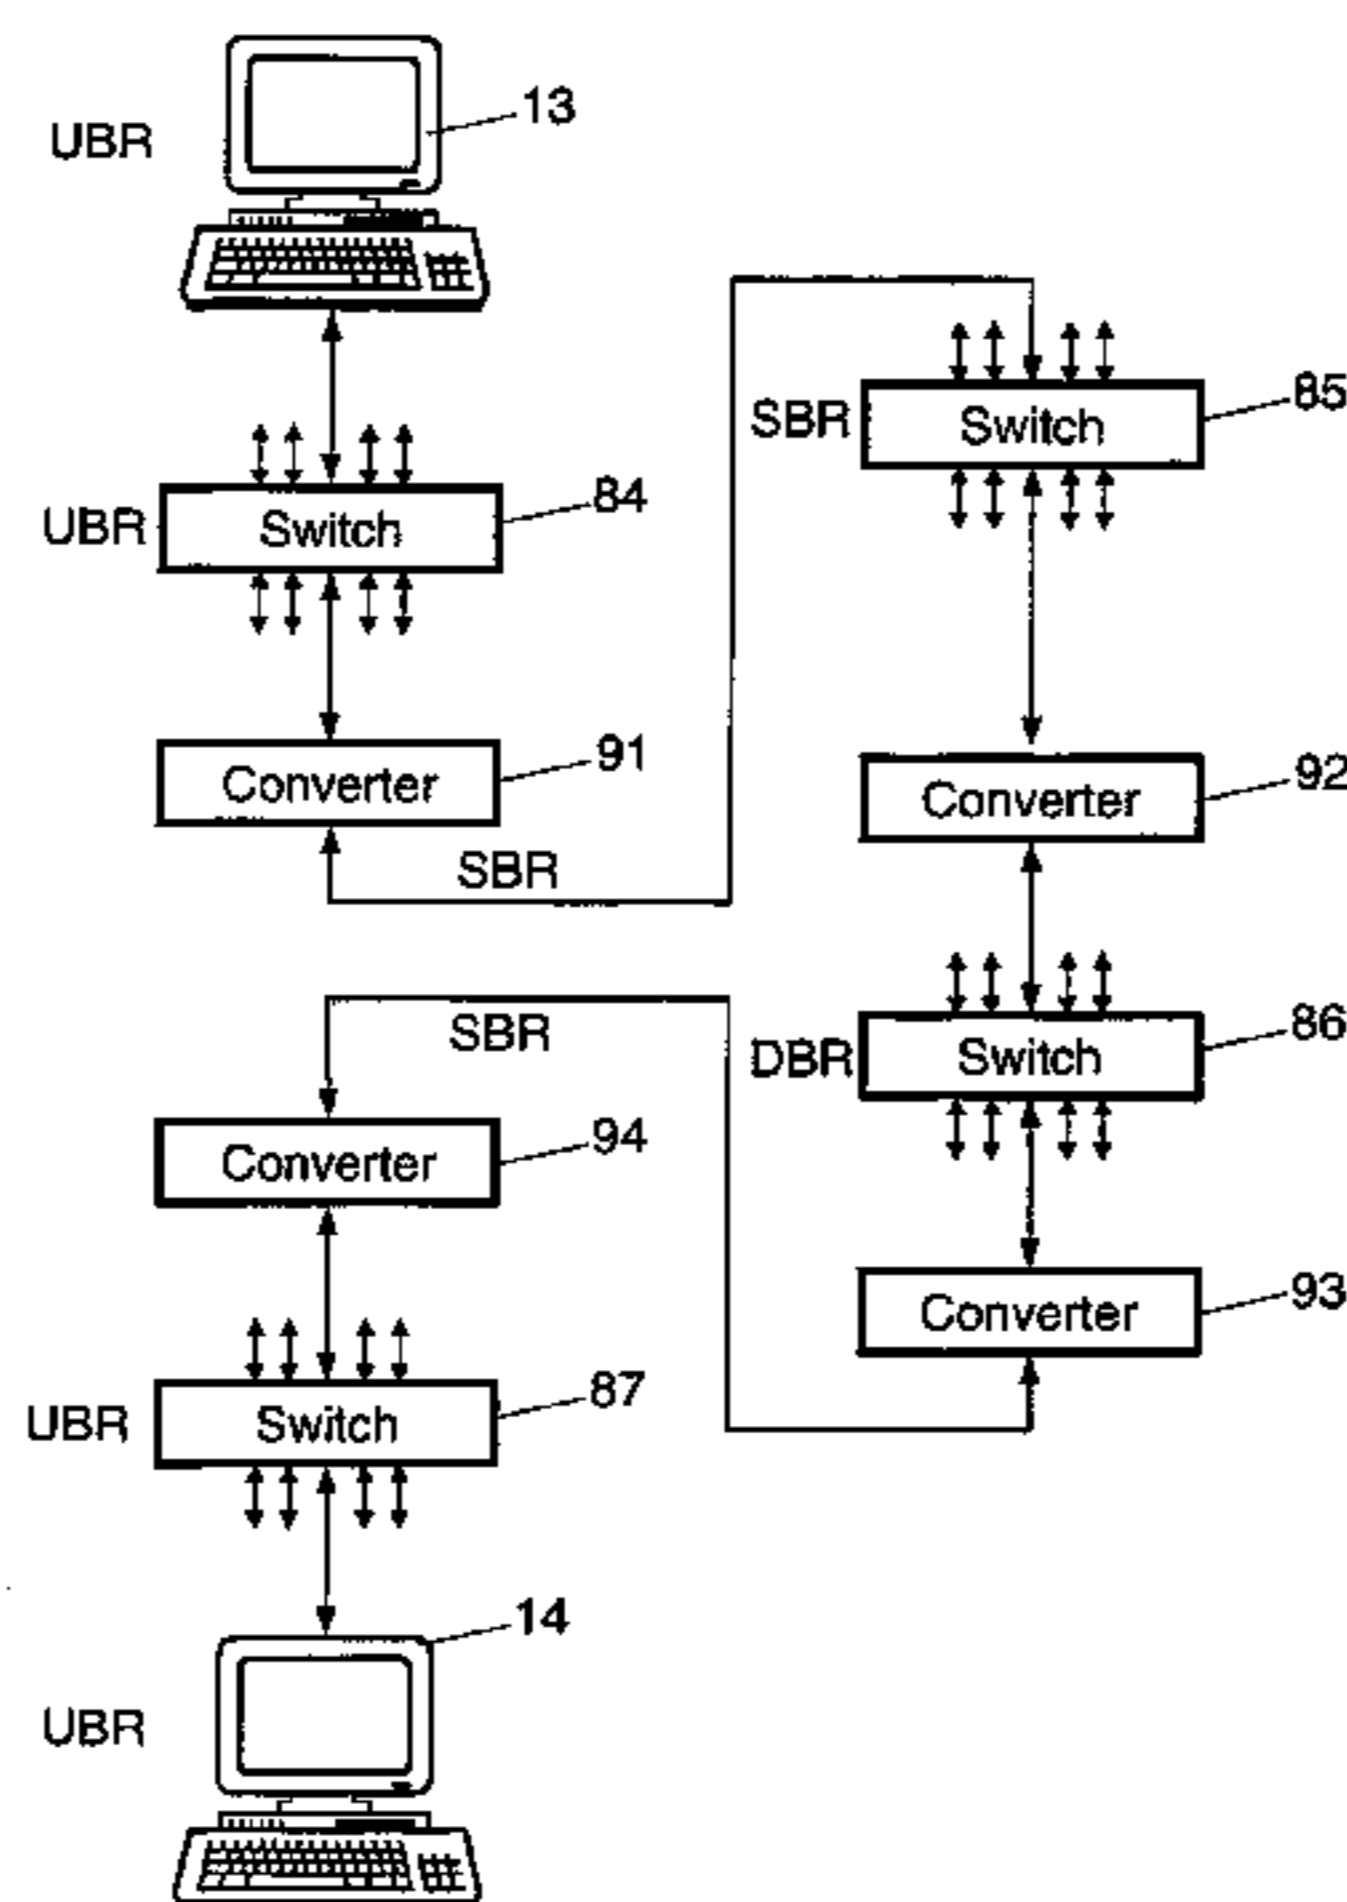 UBR
13
UBR
Switch
84
Converter
91
SBR
SBR
Switch
85
Converter
92
DBR
Switch
86
Converter
93
SBR
Converter
94
UBR
Switch
87
14
UBR